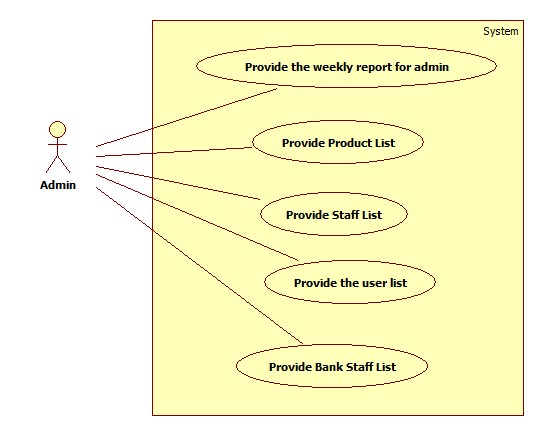 System
Provide the weekly report for admin
Provide Product List
Admin
Provide Staff List
Provide the user list
Provide Bank Staff List